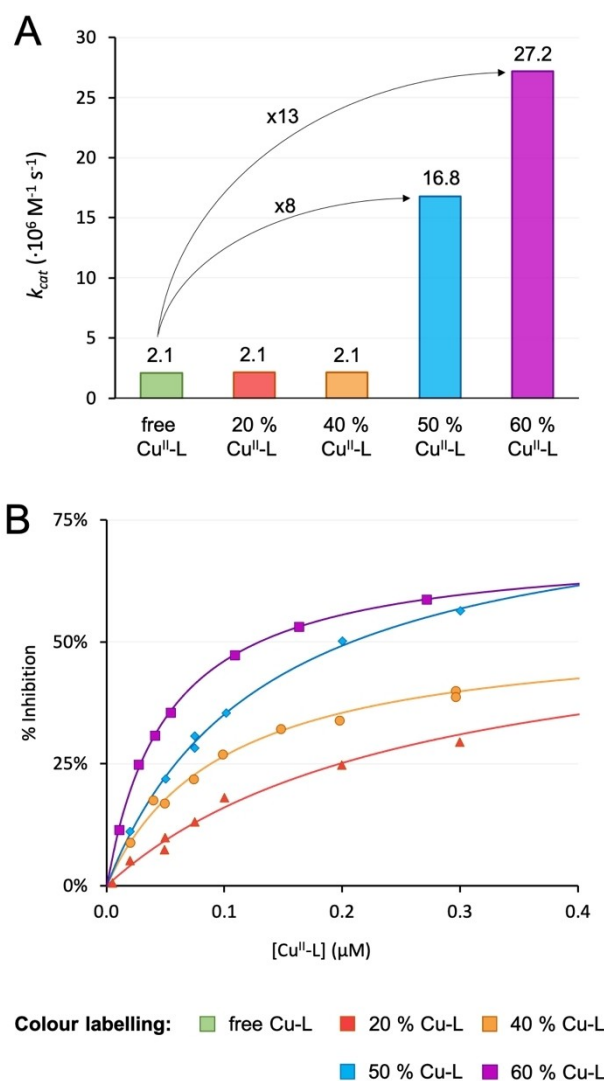 A
30
25
20
15
10
5
0
k_cat (·10⁶ M⁻¹ s⁻¹)
x13
x8
2.1
2.1
2.1
16.8
27.2
free 20 % 40 % 50 % 60 %
Cuᴵᴵ-L Cuᴵᴵ-L Cuᴵᴵ-L Cuᴵᴵ-L Cuᴵᴵ-L
B
75%
50%
25%
0%
% Inhibition
0.0 0.1 0.2 0.3 0.4
[Cuᴵᴵ-L] (µM)
Colour labelling: free Cu-L 20 % Cu-L 40 % Cu-L
50 % Cu-L 60 % Cu-L